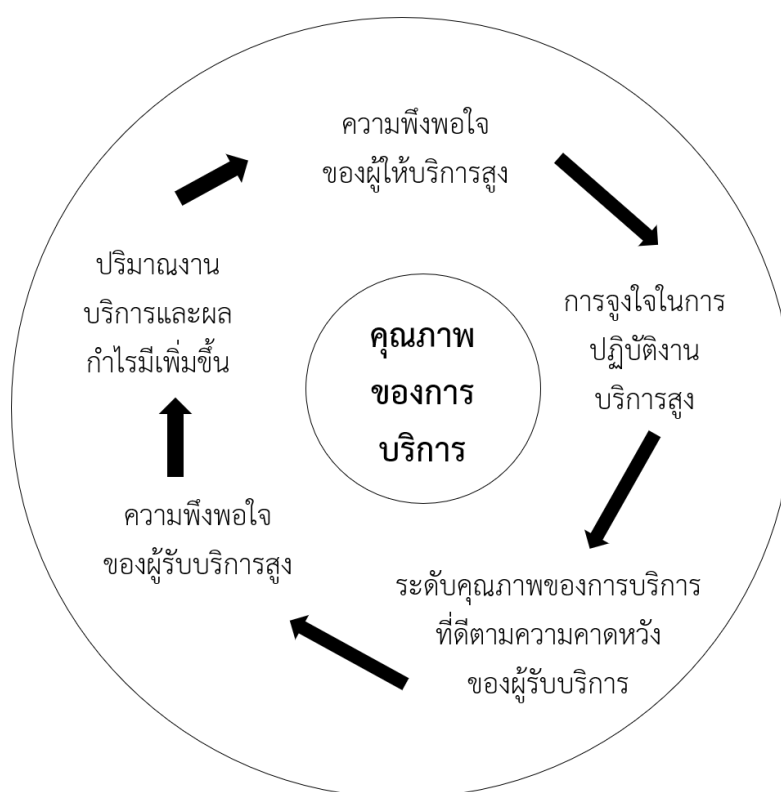 ความพึงพอใจ
ของผู้ให้บริการสูง
การจูงใจในการ
ปฏิบัติงาน
บริการสูง
ระดับคุณภาพของการบริการ
ที่ดีตามความคาดหวัง
ของผู้รับบริการ
ความพึงพอใจ
ของผู้รับบริการสูง
ปริมาณงาน
บริการและผล
กำไรมีเพิ่มขึ้น
คุณภาพ
ของการ
บริการ